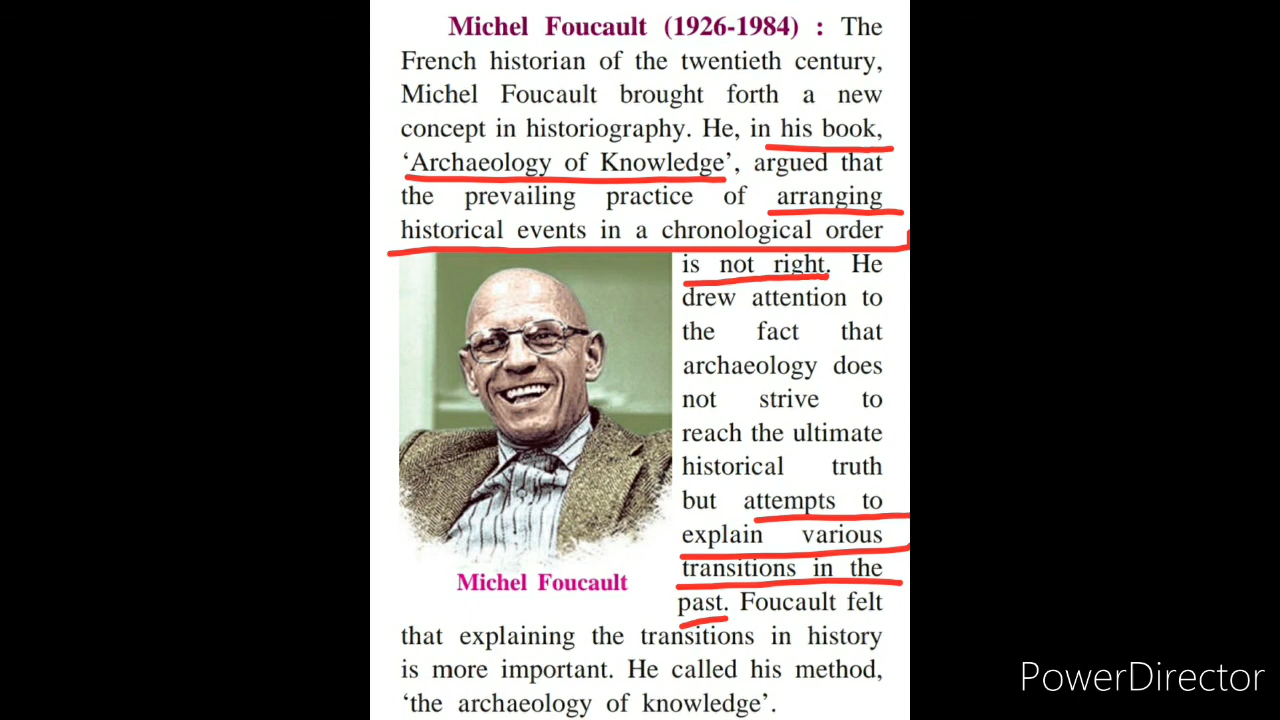 Michel Foucault (1926-1984) : The
French historian of the twentieth century,
Michel Foucault brought forth a new
concept in historiography. He, in his book,
‘Archaeology of Knowledge’, argued that
the prevailing practice of arranging
historical events in a chronological order
is not right. He
drew attention to
the fact that
archaeology does
not strive to
reach the ultimate
historical truth
but attempts to
explain various
transitions in the
past. Foucault felt
that explaining the transitions in history
is more important. He called his method,
‘the archaeology of knowledge’.
Michel Foucault
PowerDirector